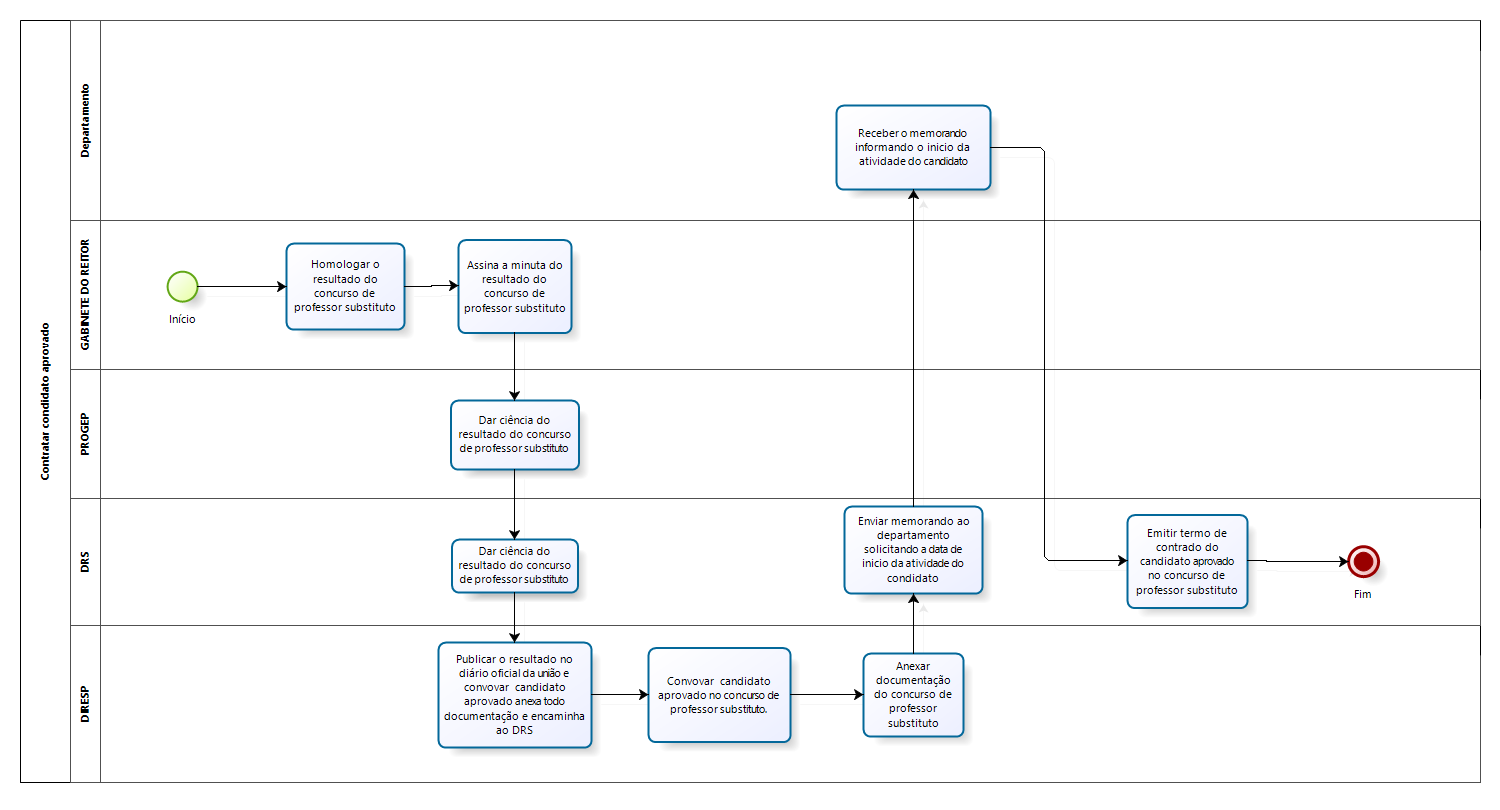 Contratar condidato aprovado
Departamento
Receber o memorando
informando o inicio da
atividade do candidato
GABINETE DO REITOR
Início
Homologar o
resultado do
concurso de
professor substituto
Assina a minuta do
resultado do
concurso de
professor substituto
PROGEP
Dar ciência do
resultado do concurso
de professor substituto
DRS
Dar ciência do
resultado do concurso
de professor substituto
Enviar memorando ao
departamento
solicitando a data de
inicio da atividade do
condidato
Emitir termo de
contrado do
candidato aprovado
no concurso de
professor substituto
Fim
DIRESP
Publicar o resultado no
diário oficial da união e
convovar candidato
aprovado anexa todo
documentação e encaminha
ao DRS
Convovar candidato
aprovado no concurso de
professor substituto.
Anexar
documentação
do concurso de
professor
substituto